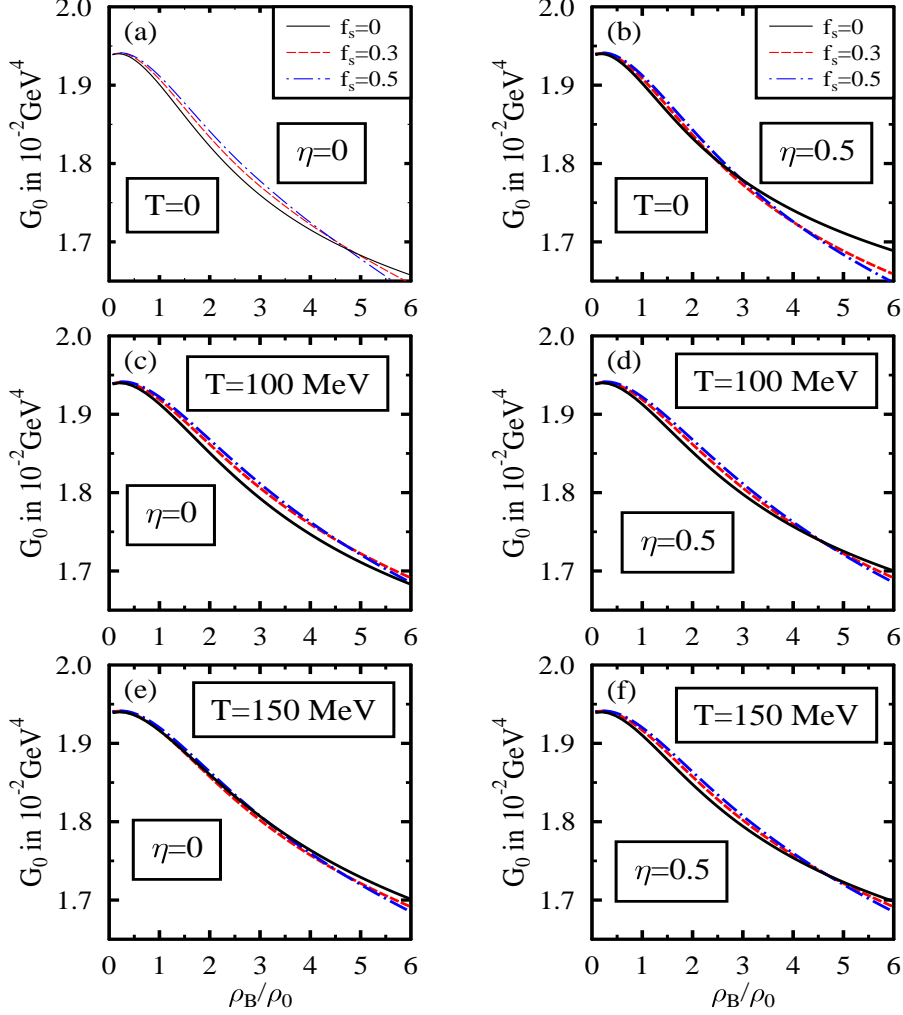 (a)
f_s=0
f_s=0.3
f_s=0.5
η=0
T=0
G_0 in 10^-2GeV^4
2.0
1.9
1.8
1.7
0 1 2 3 4 5 6
(b)
f_s=0
f_s=0.3
f_s=0.5
η=0.5
T=0
G_0 in 10^-2GeV^4
2.0
1.9
1.8
1.7
0 1 2 3 4 5 6
(c)
T=100 MeV
η=0
G_0 in 10^-2GeV^4
2.0
1.9
1.8
1.7
0 1 2 3 4 5 6
(d)
T=100 MeV
η=0.5
G_0 in 10^-2GeV^4
2.0
1.9
1.8
1.7
0 1 2 3 4 5 6
(e)
T=150 MeV
η=0
G_0 in 10^-2GeV^4
2.0
1.9
1.8
1.7
0 1 2 3 4 5 6
ρ_B/ρ_0
(f)
T=150 MeV
η=0.5
G_0 in 10^-2GeV^4
2.0
1.9
1.8
1.7
0 1 2 3 4 5 6
ρ_B/ρ_0